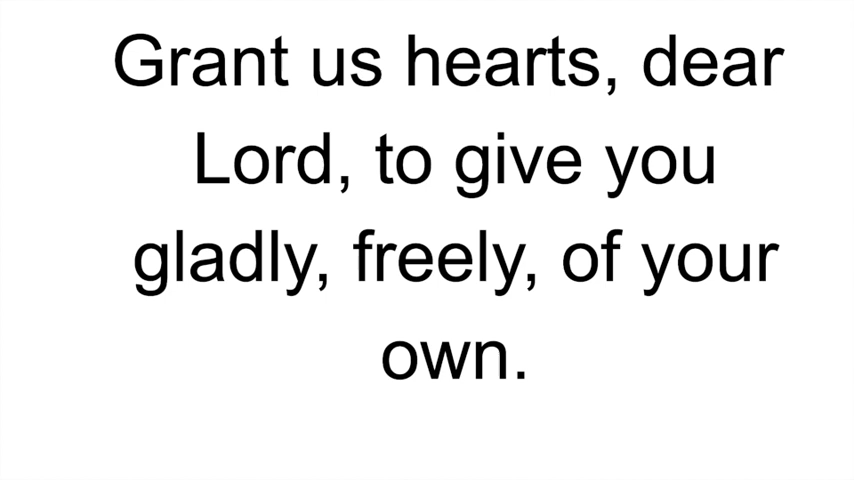 Grant us hearts, dear
Lord, to give you
gladly, freely, of your
own.